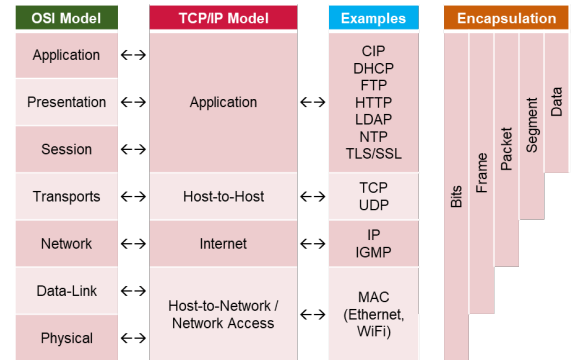 OSI Model
TCP/IP Model
Examples
Encapsulation
Application
Presentation
Session
Transports
Network
Data-Link
Physical
Application
Host-to-Host
Internet
Host-to-Network /
Network Access
CIP
DHCP
FTP
HTTP
LDAP
NTP
TLS/SSL
TCP
UDP
IP
IGMP
MAC
(Ethernet,
WiFi)
Bits
Frame
Packet
Segment
Data